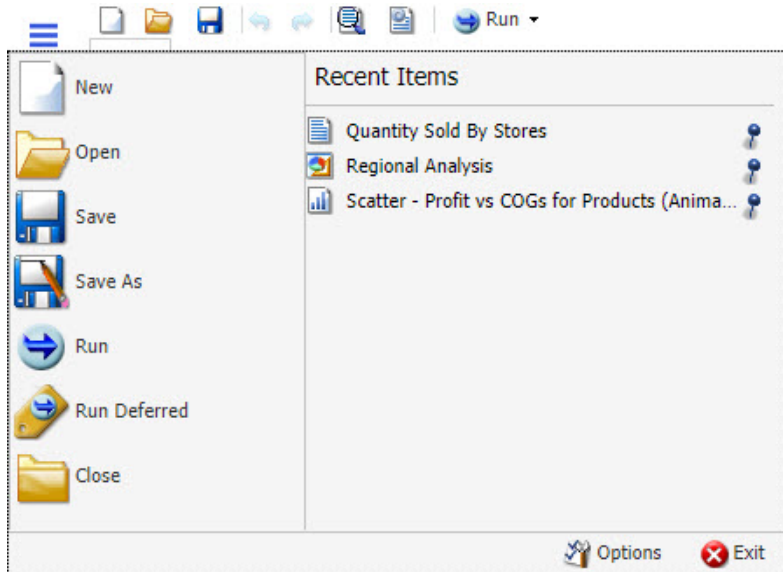 Run
New
Open
Save
Save As
Run
Run Deferred
Close
Recent Items
Quantity Sold By Stores
Regional Analysis
Scatter - Profit vs COGs for Products (Anima...
Options
Exit